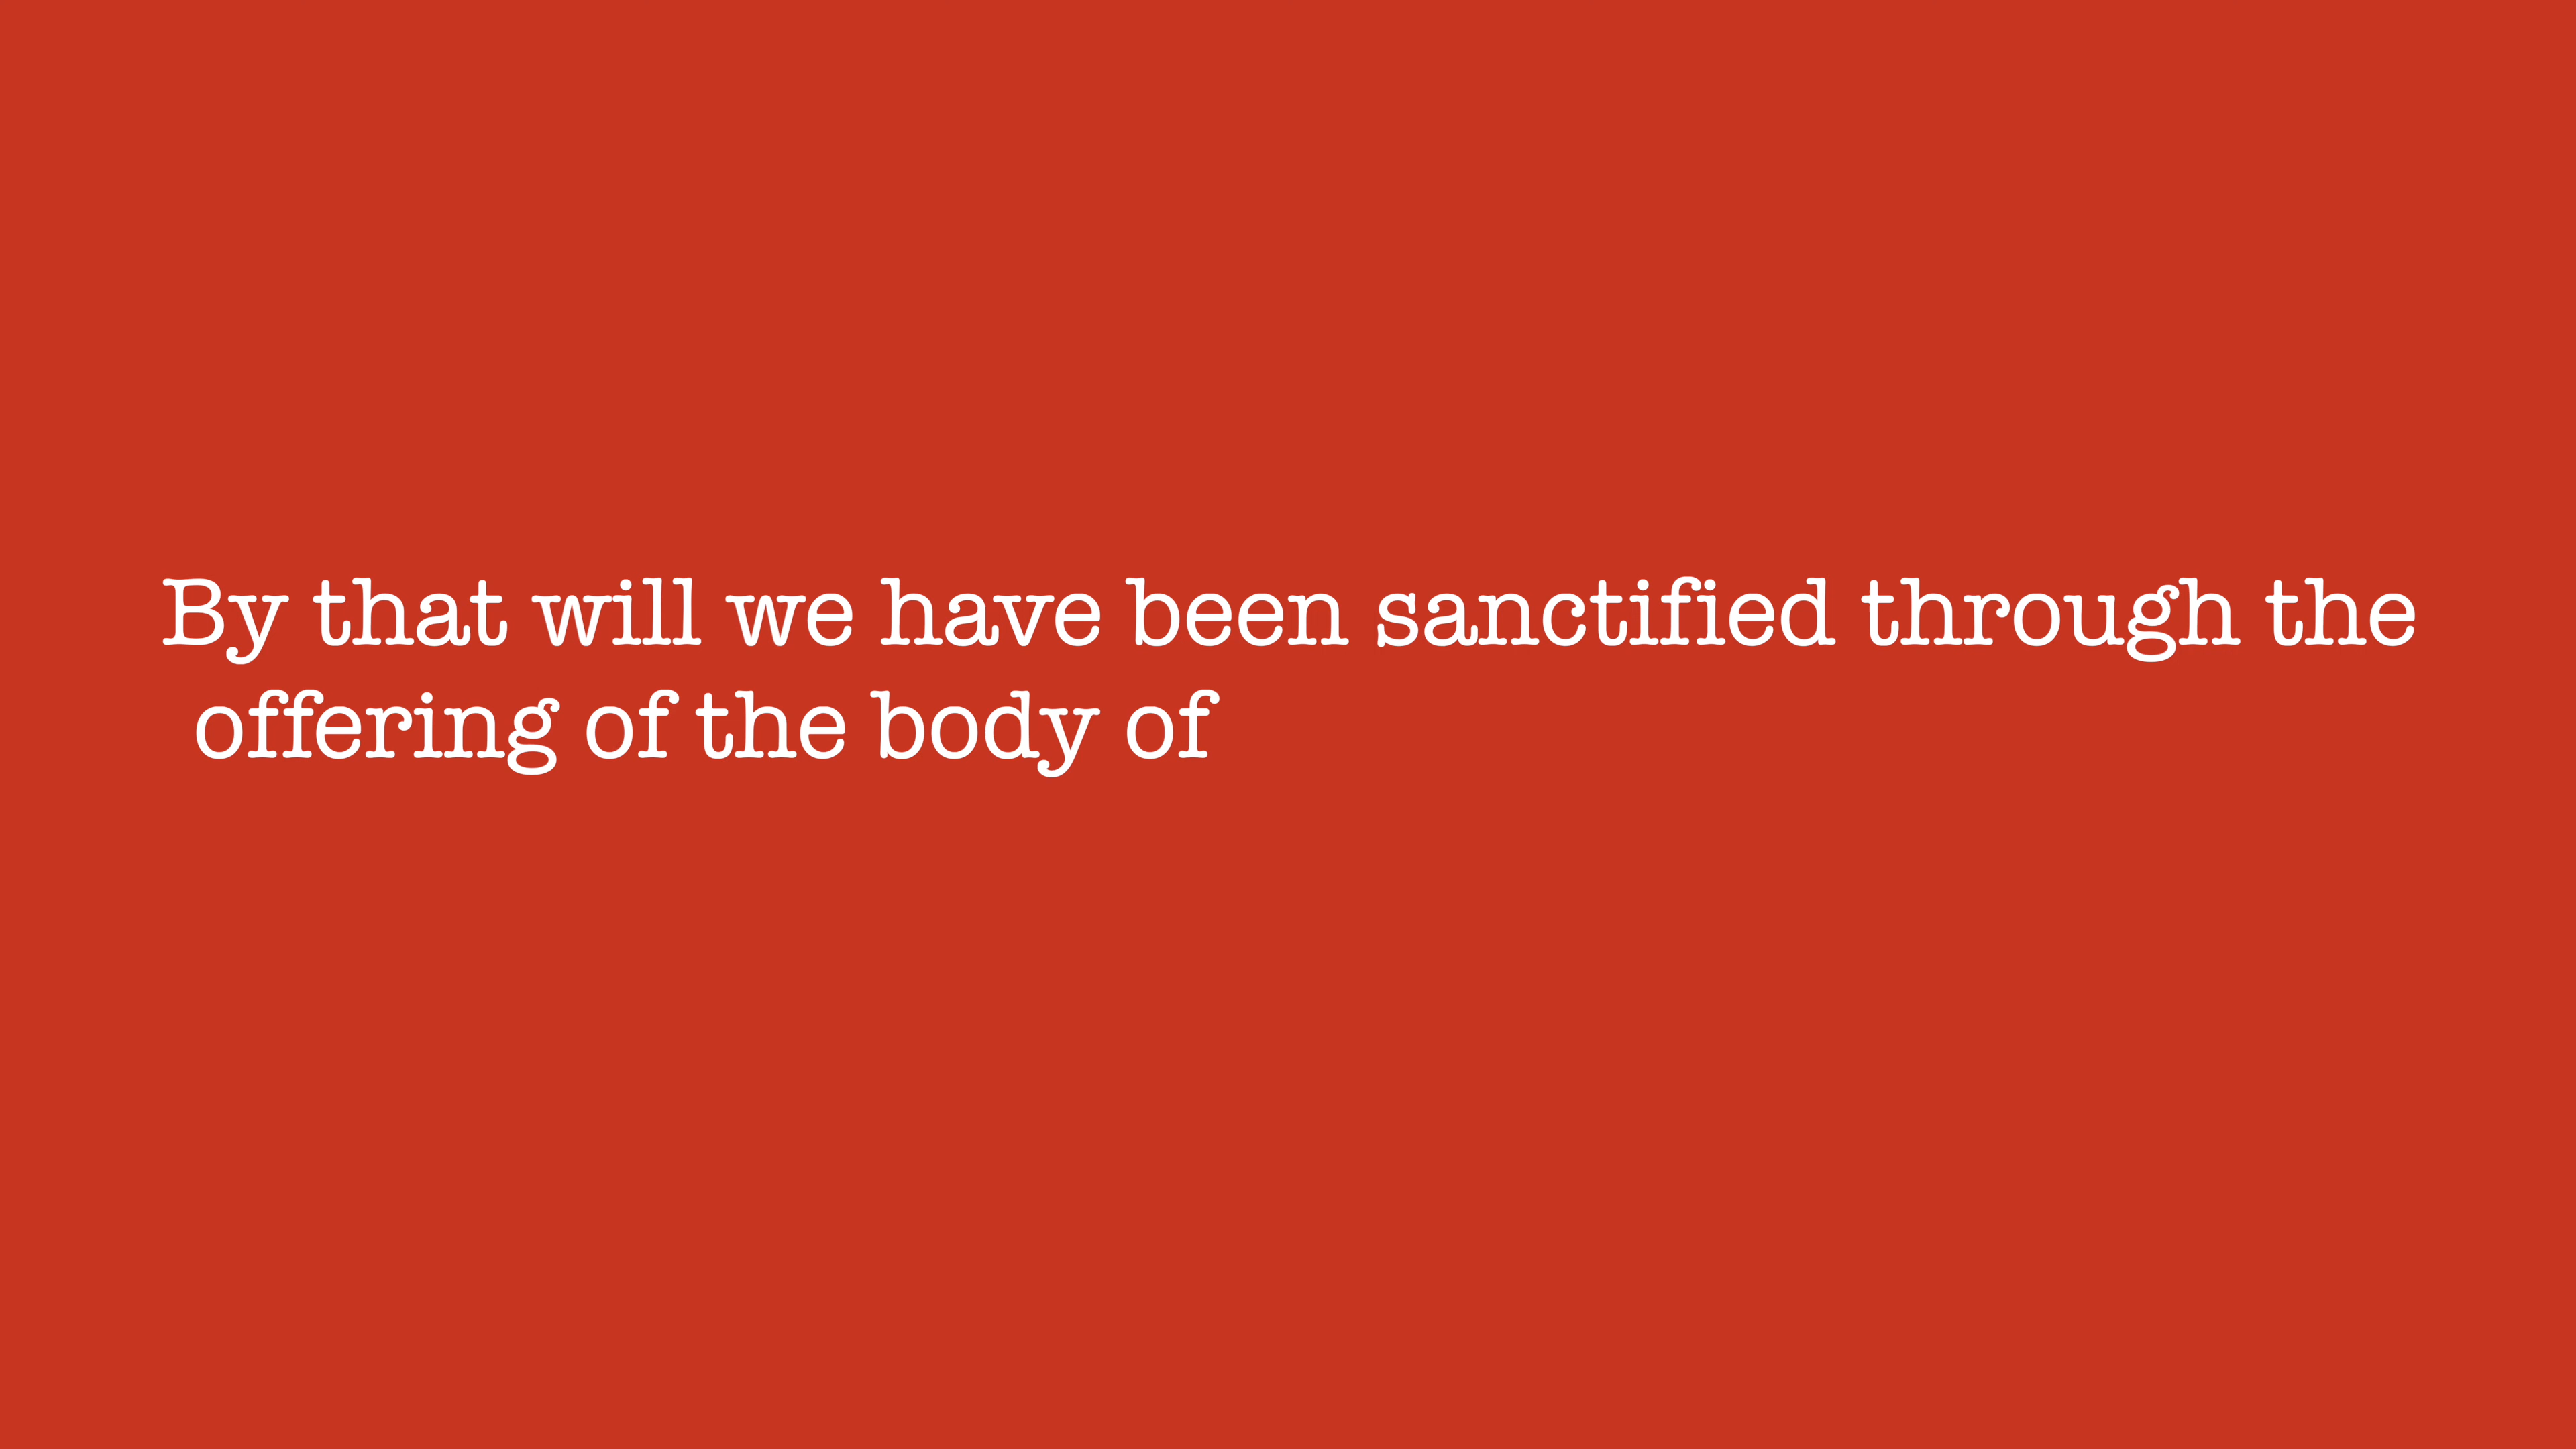 By that will we have been sanctified through the
offering of the body of